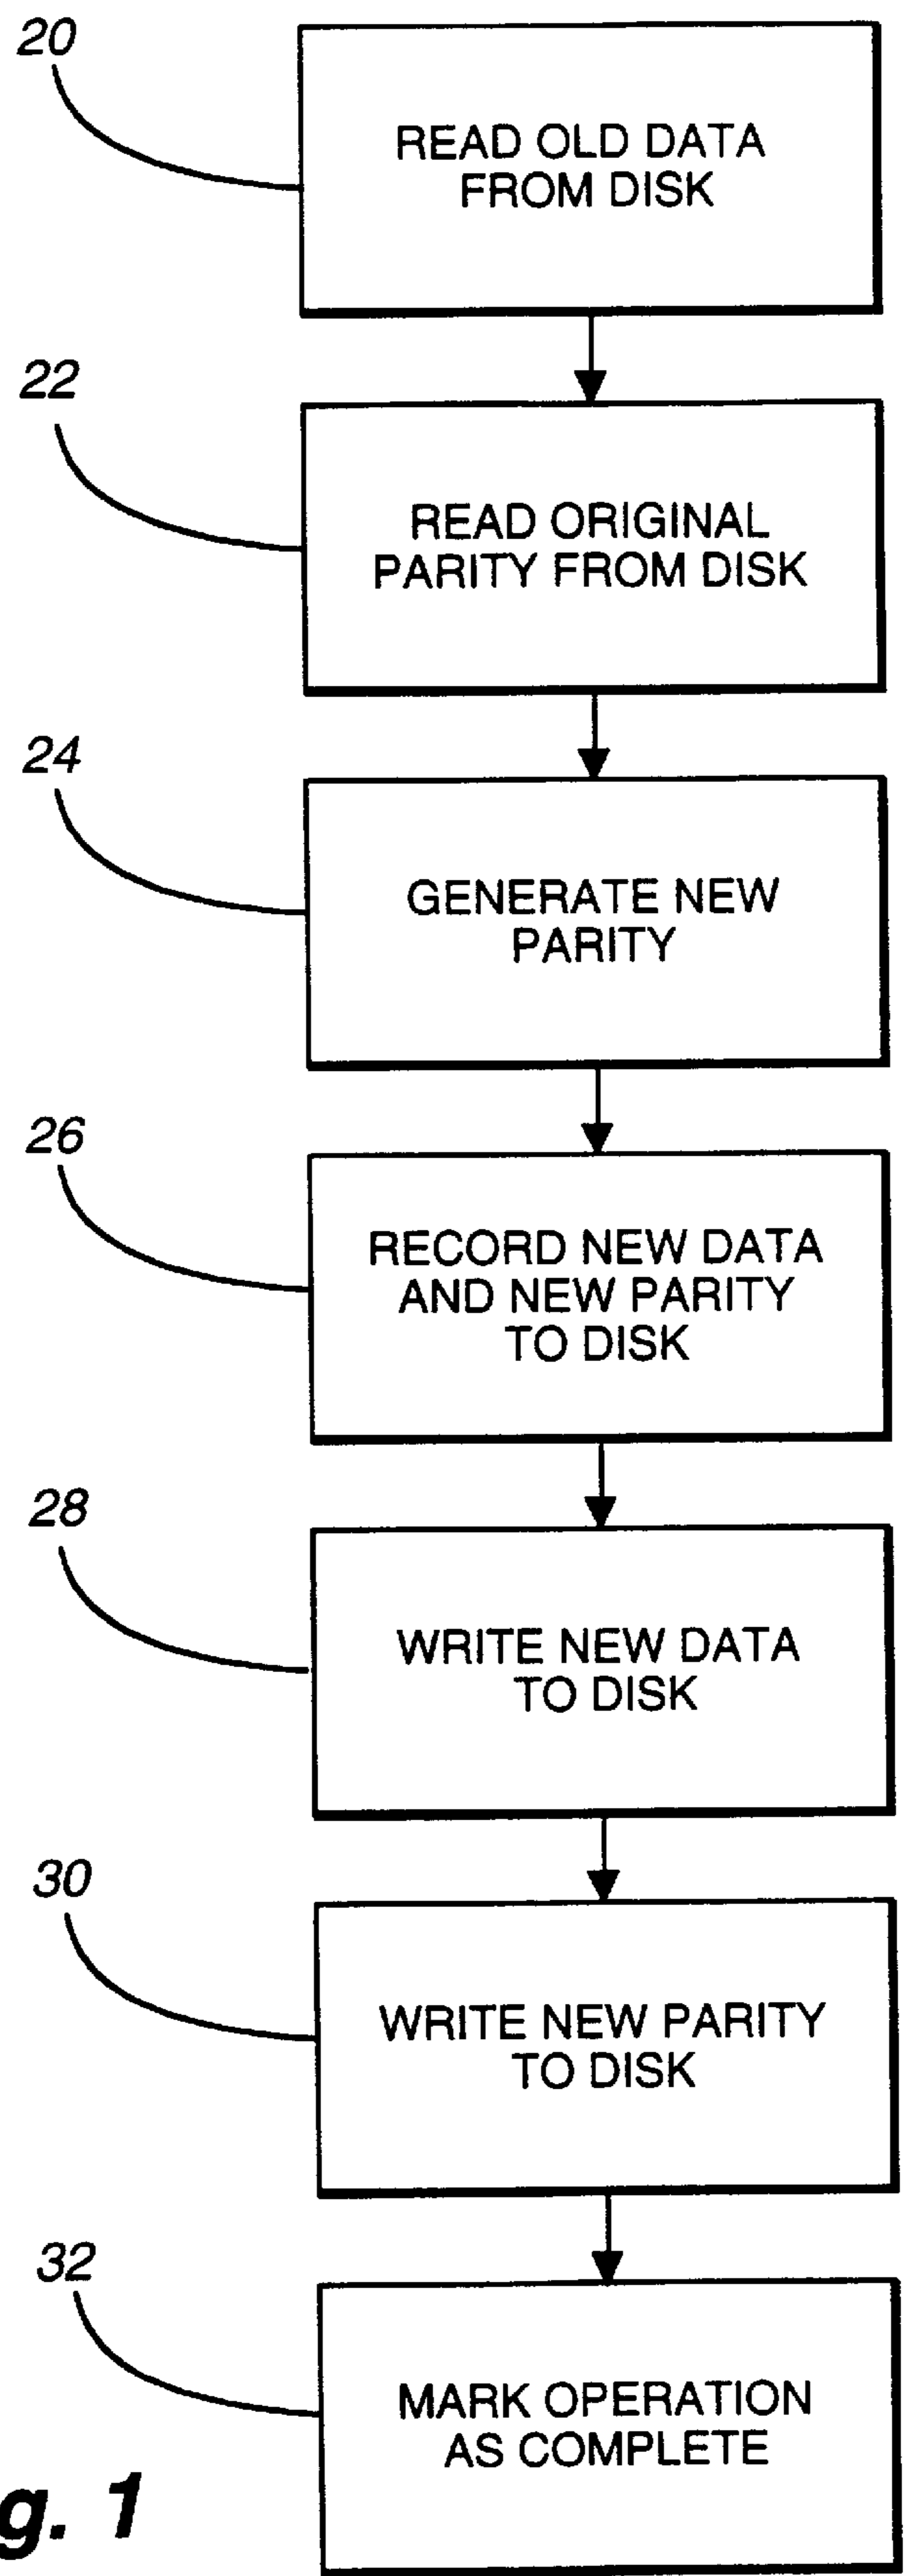 20
READ OLD DATA
FROM DISK
22
READ ORIGINAL
PARITY FROM DISK
24
GENERATE NEW
PARITY
26
RECORD NEW DATA
AND NEW PARITY
TO DISK
28
WRITE NEW DATA
TO DISK
30
WRITE NEW PARITY
TO DISK
32
MARK OPERATION
AS COMPLETE
g. 1